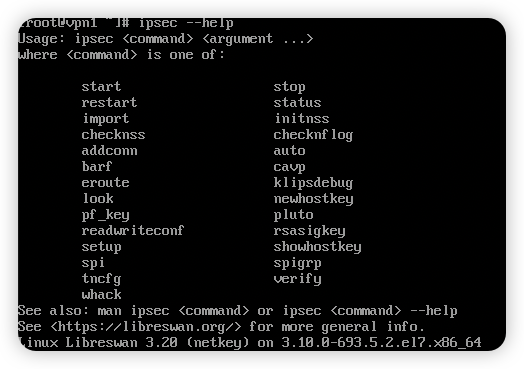 [root@vpn1 ~]# ipsec --help
Usage: ipsec <command> <argument ...>
where <command> is one of:
start stop
restart status
import initnss
checknss checknflog
addconn auto
barf cavp
eroute klipsdebug
look newhostkey
pf_key pluto
readwriteconf rsasigkey
setup showhostkey
spi spigrp
tncfg verify
whack
See also: man ipsec <command> or ipsec <command> --help
See <https://libreswan.org/> for more general info.
Linux Libreswan 3.20 (netkey) on 3.10.0-693.5.2.el7.x86_64